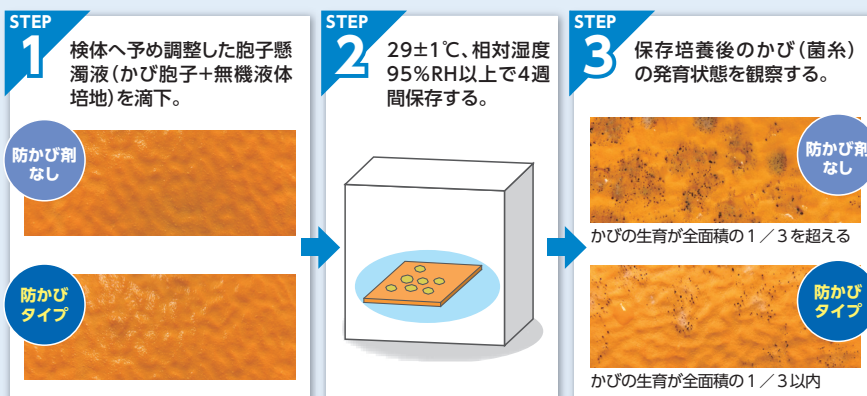 STEP
1
検体へ予め調整した胞子懸
濁液(かび胞子+無機液体
培地)を滴下。
防かび剤
なし
防かび
タイプ
STEP
2
29±1℃、相対湿度
95%RH以上で4週
間保存する。
STEP
3
保存培養後のかび(菌糸)
の発育状態を観察する。
防かび剤
なし
かびの生育が全面積の1/3を超える
防かび
タイプ
かびの生育が全面積の1/3以内